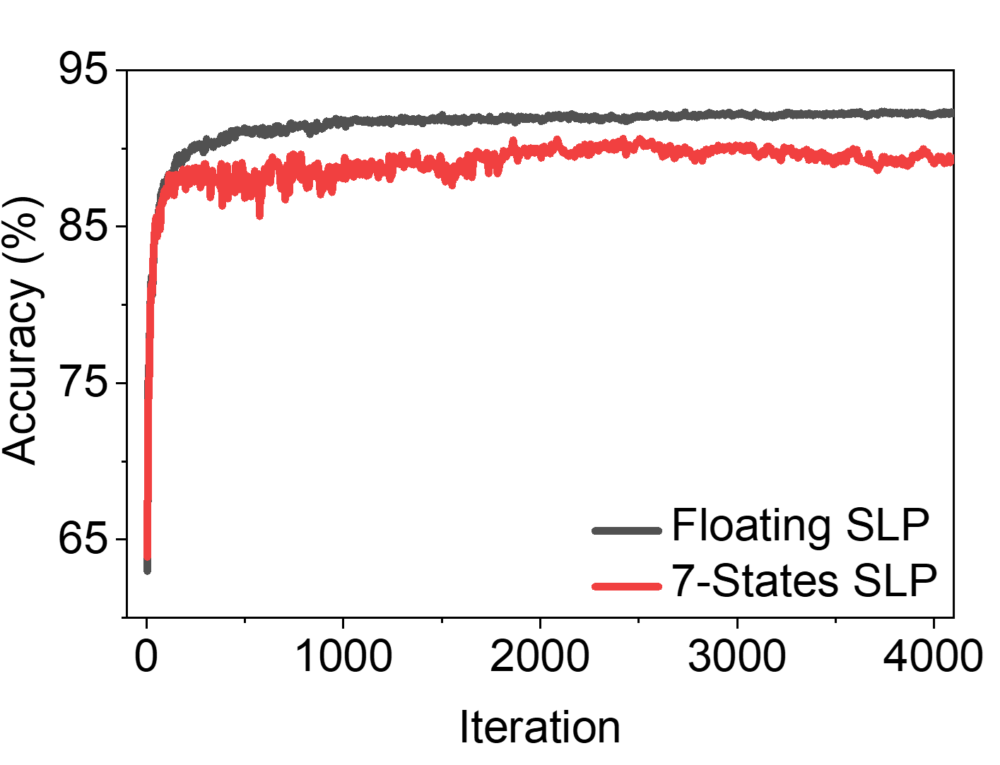 95
85
75
65
Accuracy (%)
Floating SLP
7-States SLP
0 1000 2000 3000 4000
Iteration